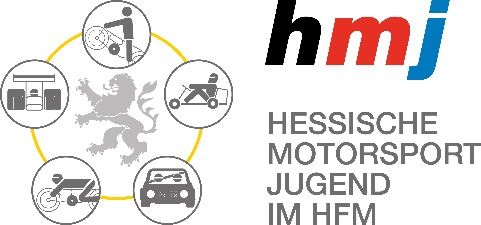 hmj
HESSISCHE
MOTORSPORT
JUGEND
IM HFM